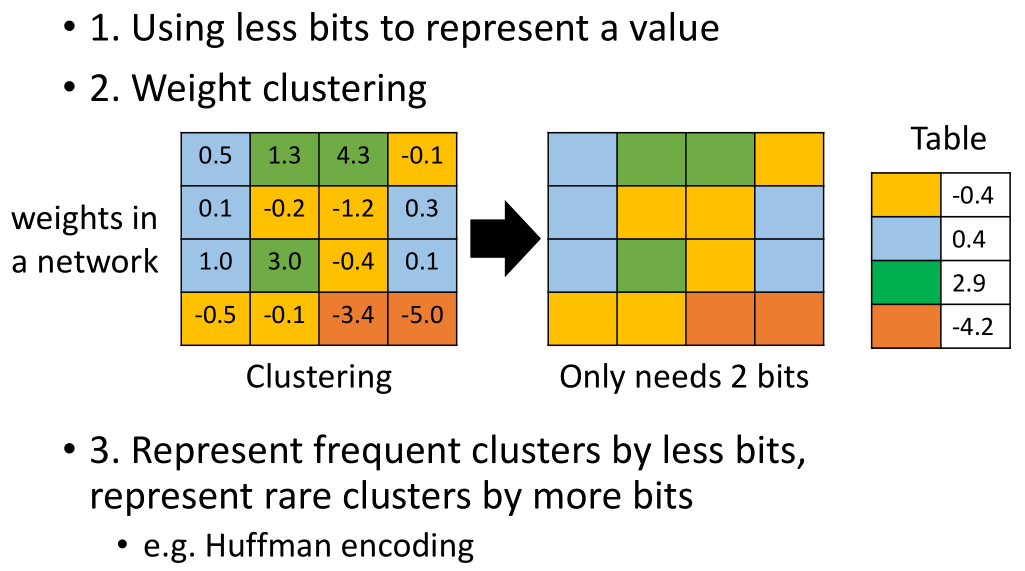 • 1. Using less bits to represent a value
• 2. Weight clustering
Table
weights in
a network
0.5 1.3 4.3 -0.1
0.1 -0.2 -1.2 0.3
1.0 3.0 -0.4 0.1
-0.5 -0.1 -3.4 -5.0
-0.4
0.4
2.9
-4.2
Clustering
Only needs 2 bits
• 3. Represent frequent clusters by less bits,
represent rare clusters by more bits
• e.g. Huffman encoding